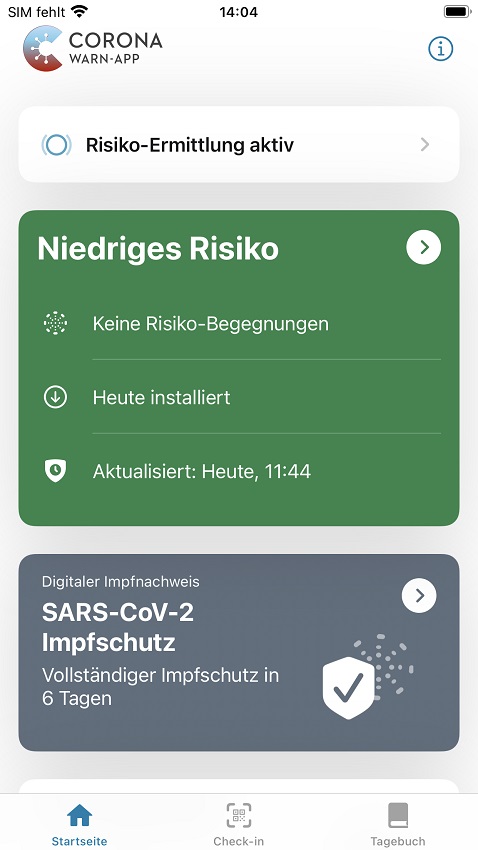 SIM fehlt
14:04
CORONA
WARN-APP
Risiko-Ermittlung aktiv
Niedriges Risiko
Keine Risiko-Begegnungen
Heute installiert
Aktualisiert: Heute, 11:44
Digitaler Impfnachweis
SARS-CoV-2
Impfschutz
Vollständiger Impfschutz in
6 Tagen
Startseite
Check-in
Tagebuch